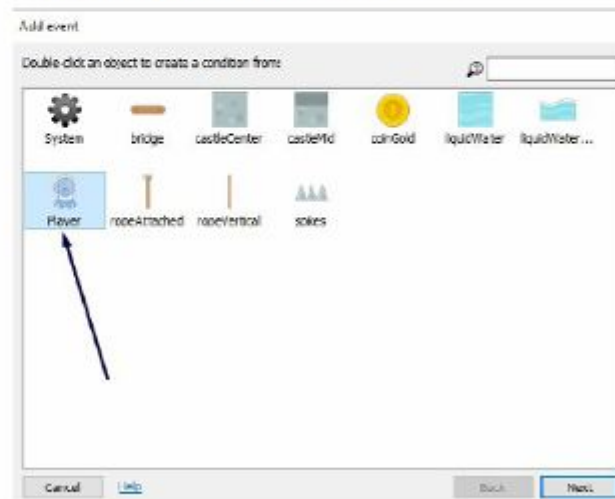 Add event
Double-click an object to create a condition from:
System bridge castleCenter castleMid coinGold liquidWater liquidWater...
Player ropeAttached ropeVertical spikes
Cancel Help Back Next